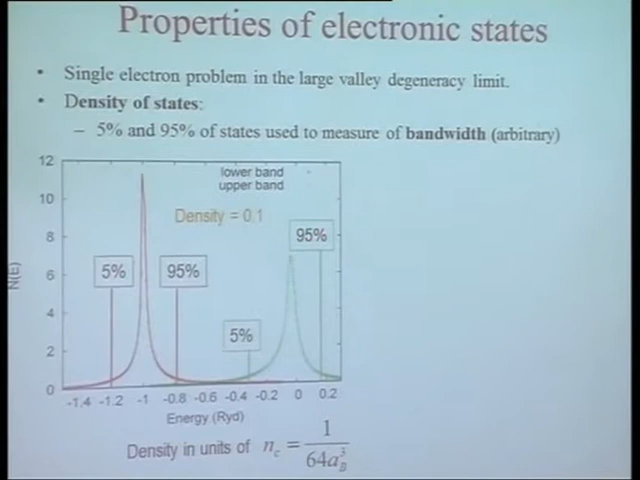 Properties of electronic states
• Single electron problem in the large valley degeneracy limit.
• Density of states:
– 5% and 95% of states used to measure of bandwidth (arbitrary)
12
lower band
upper band
10
Density = 0.1
8
95%
5%
95%
6
N(E)
4
5%
2
0
-1.4 -1.2 -1 -0.8 -0.6 -0.4 -0.2 0 0.2
Energy (Ryd)
Density in units of n_c = 1 / 64a_B^3